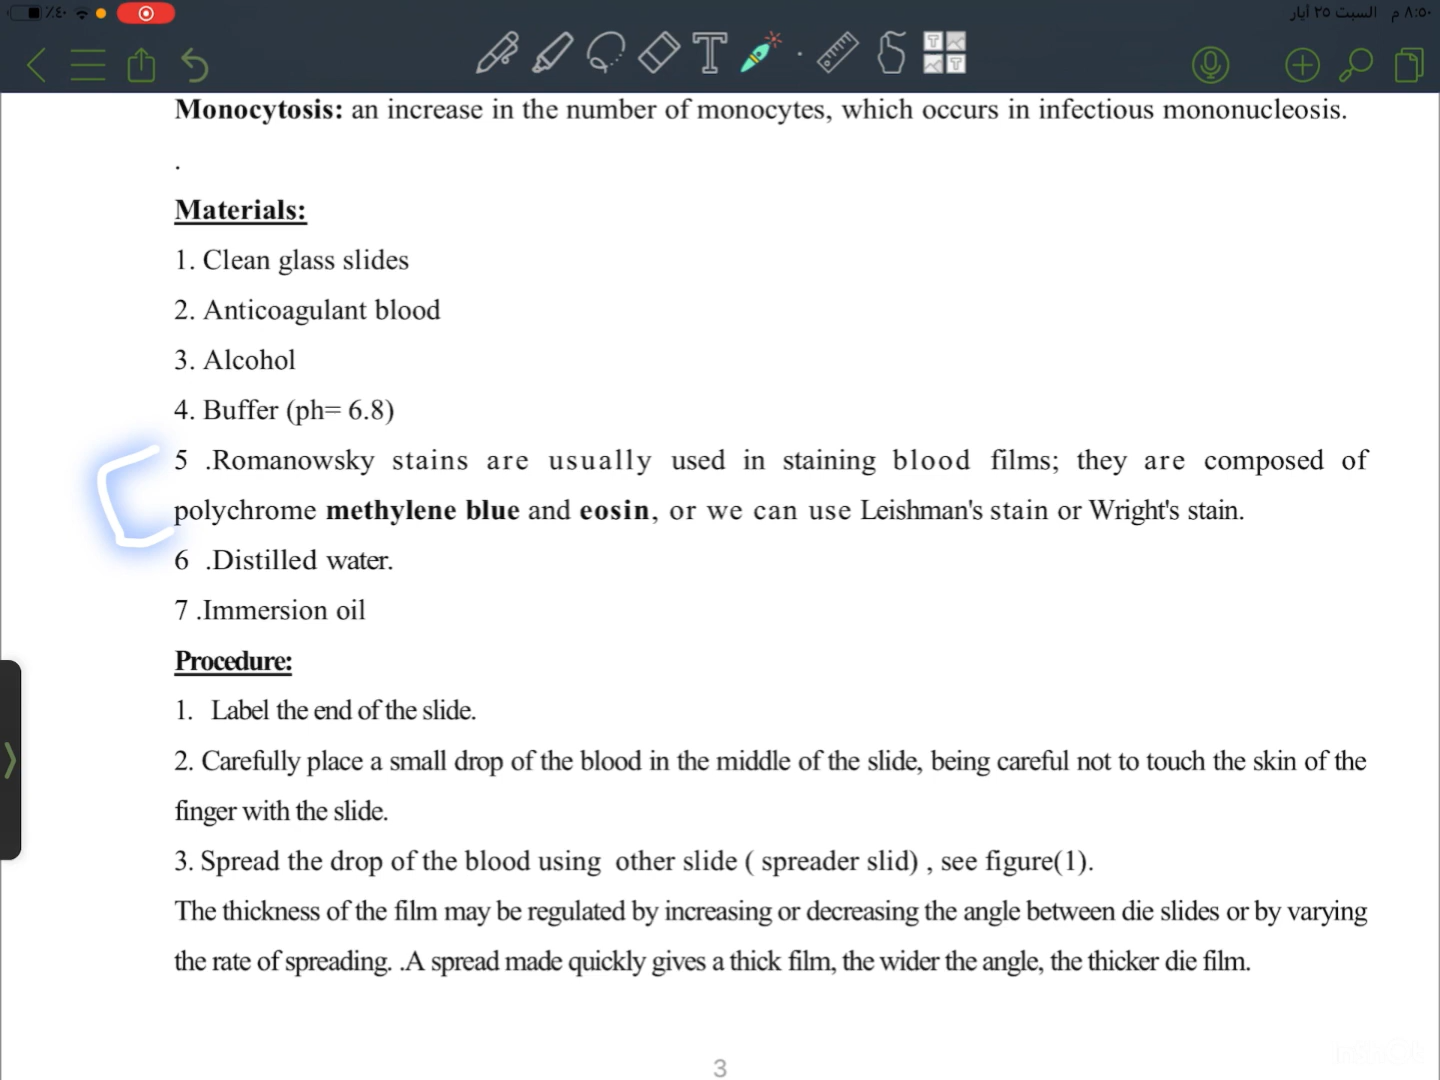 ٪٤٠
٨:٥٠ م السبت ٢٥ أيار
Monocytosis: an increase in the number of monocytes, which occurs in infectious mononucleosis.
.
Materials:
1. Clean glass slides
2. Anticoagulant blood
3. Alcohol
4. Buffer (ph= 6.8)
5 .Romanowsky stains are usually used in staining blood films; they are composed of
polychrome methylene blue and eosin, or we can use Leishman's stain or Wright's stain.
6 .Distilled water.
7 .Immersion oil
Procedure:
1. Label the end of the slide.
2. Carefully place a small drop of the blood in the middle of the slide, being careful not to touch the skin of the
finger with the slide.
3. Spread the drop of the blood using other slide ( spreader slid) , see figure(1).
The thickness of the film may be regulated by increasing or decreasing the angle between die slides or by varying
the rate of spreading. .A spread made quickly gives a thick film, the wider the angle, the thicker die film.
3